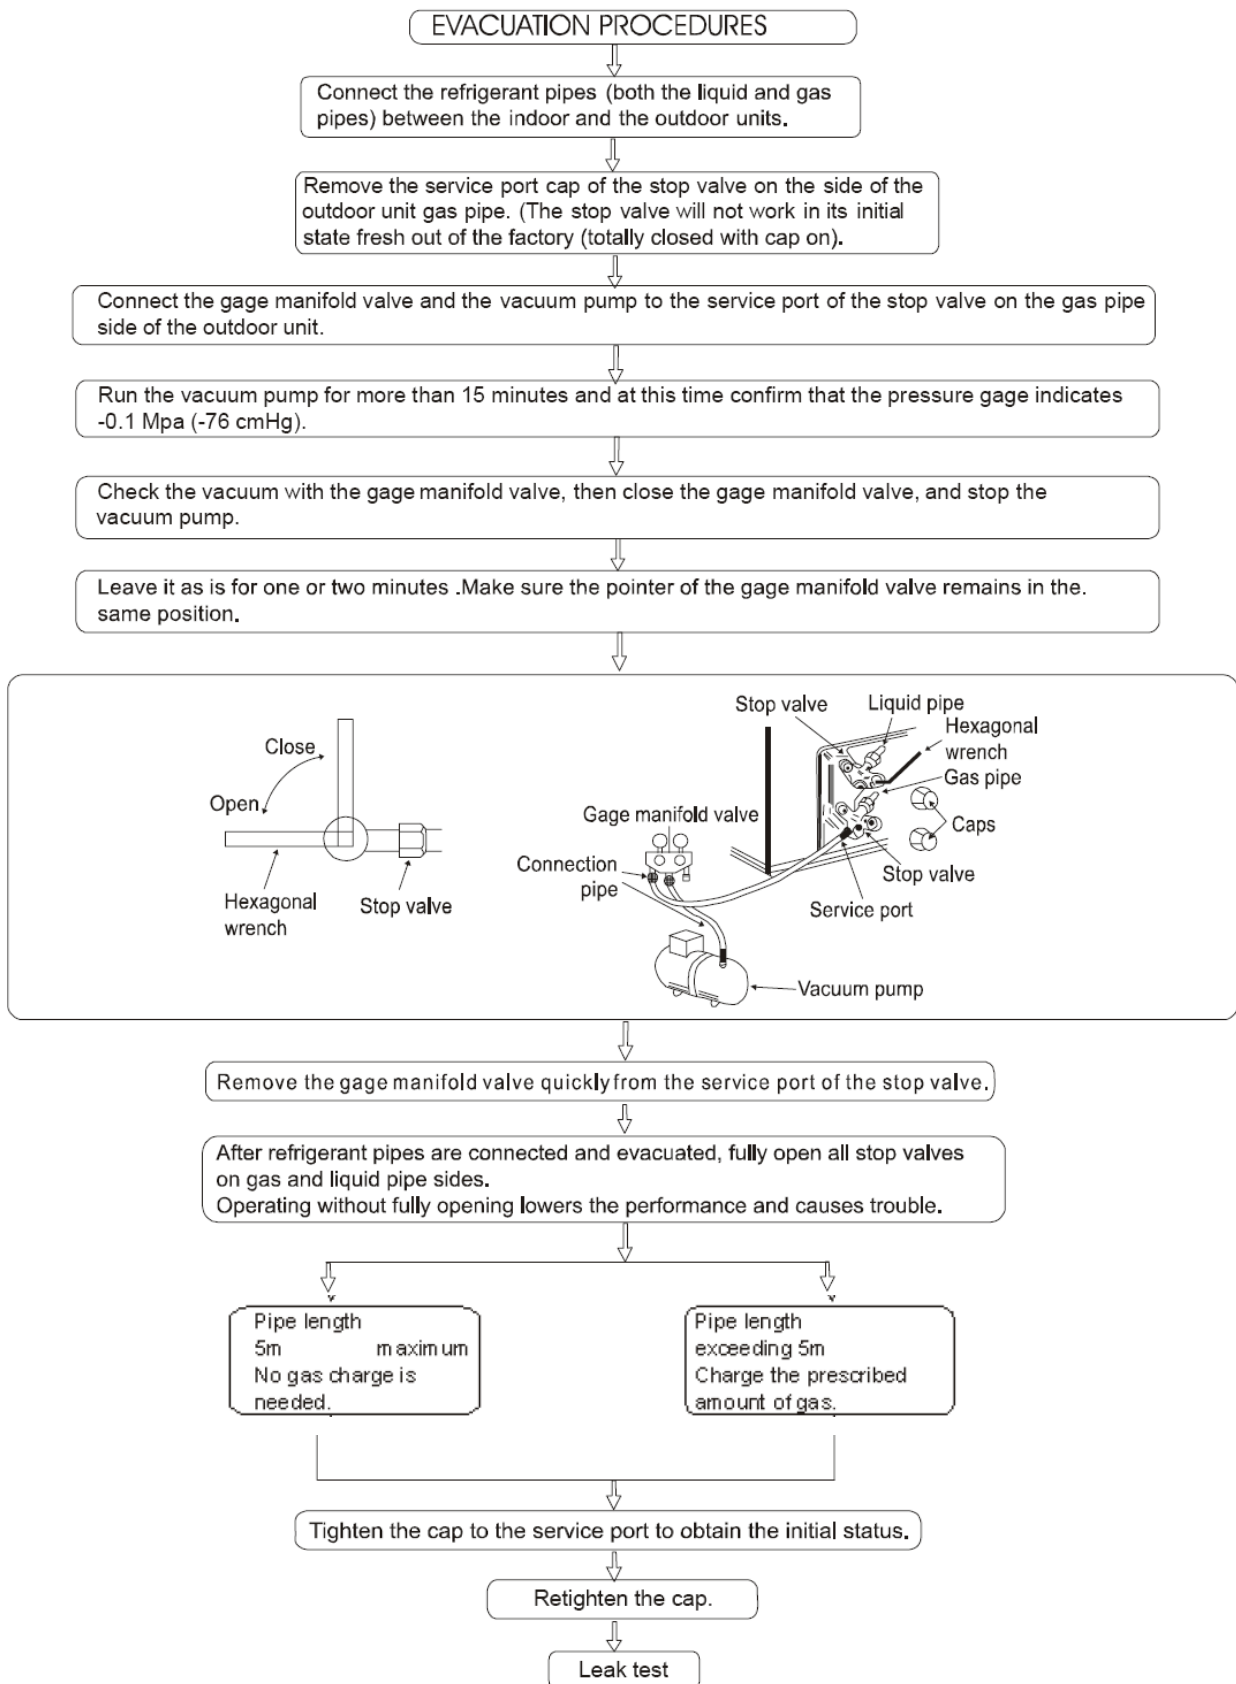 EVACUATION PROCEDURES
Connect the refrigerant pipes (both the liquid and gas
pipes) between the indoor and the outdoor units.
Remove the service port cap of the stop valve on the side of the
outdoor unit gas pipe. (The stop valve will not work in its initial
state fresh out of the factory (totally closed with cap on).
Connect the gage manifold valve and the vacuum pump to the service port of the stop valve on the gas pipe
side of the outdoor unit.
Run the vacuum pump for more than 15 minutes and at this time confirm that the pressure gage indicates
-0.1 Mpa (-76 cmHg).
Check the vacuum with the gage manifold valve, then close the gage manifold valve, and stop the
vacuum pump.
Leave it as is for one or two minutes .Make sure the pointer of the gage manifold valve remains in the.
same position.
Close
Open
Hexagonal
wrench
Stop valve
Stop valve
Liquid pipe
Hexagonal
wrench
Gas pipe
Gage manifold valve
Caps
Connection
pipe
Stop valve
Service port
Vacuum pump
Remove the gage manifold valve quickly from the service port of the stop valve.
After refrigerant pipes are connected and evacuated, fully open all stop valves
on gas and liquid pipe sides.
Operating without fully opening lowers the performance and causes trouble.
Pipe length
5m maximum
No gas charge is
needed.
Pipe length
exceeding 5m
Charge the prescribed
amount of gas.
Tighten the cap to the service port to obtain the initial status.
Retighten the cap.
Leak test